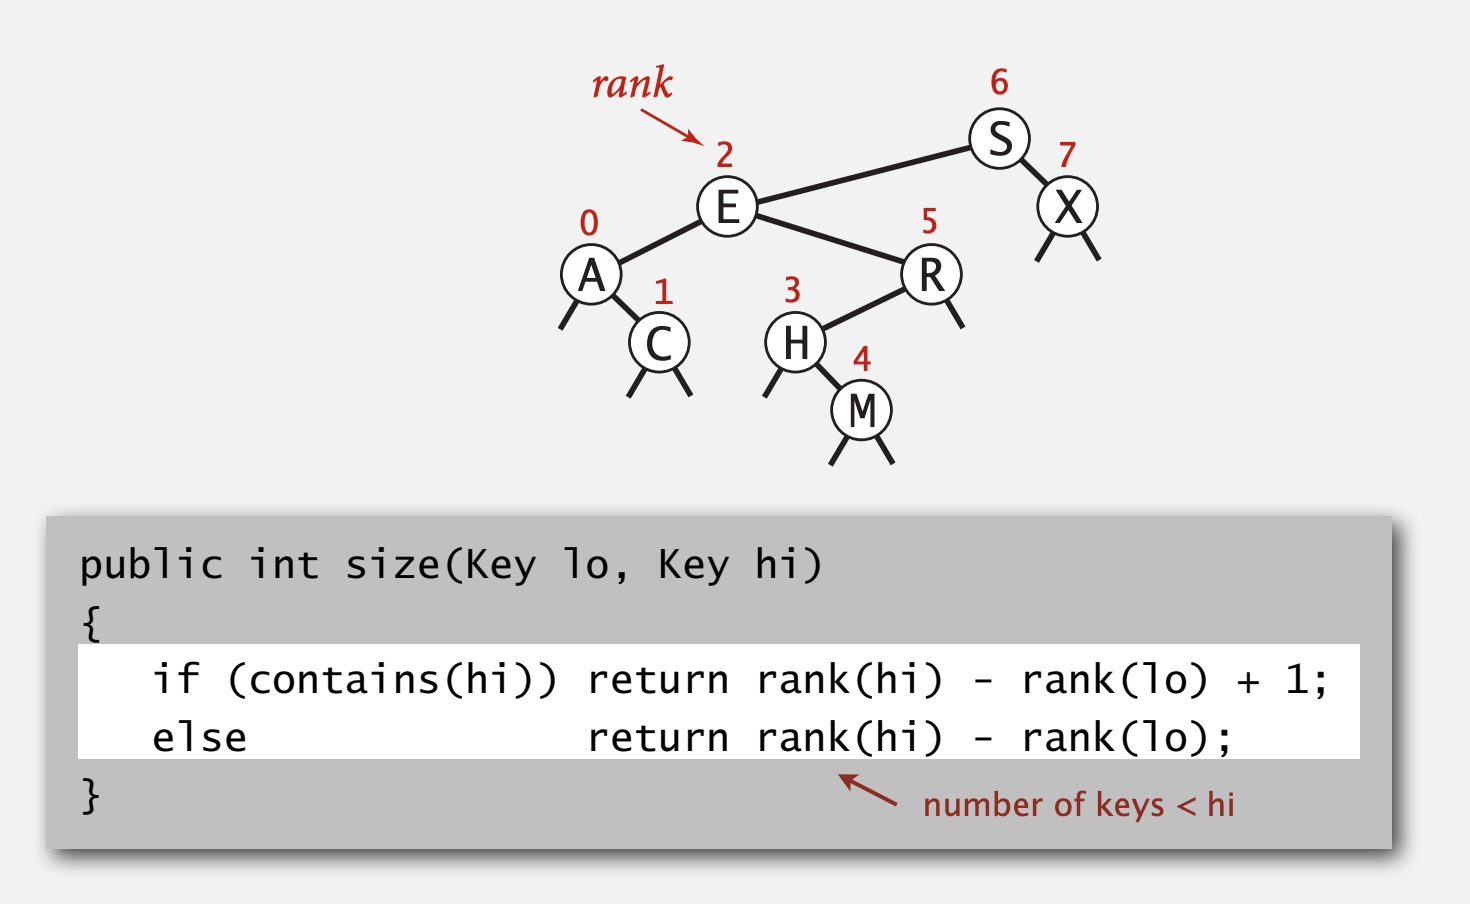 rank
6
S
2
7
E
X
0
5
A
R
1
3
C
H
4
M
public int size(Key lo, Key hi)
{
   if (contains(hi)) return rank(hi) - rank(lo) + 1;
   else              return rank(hi) - rank(lo);
}
number of keys < hi